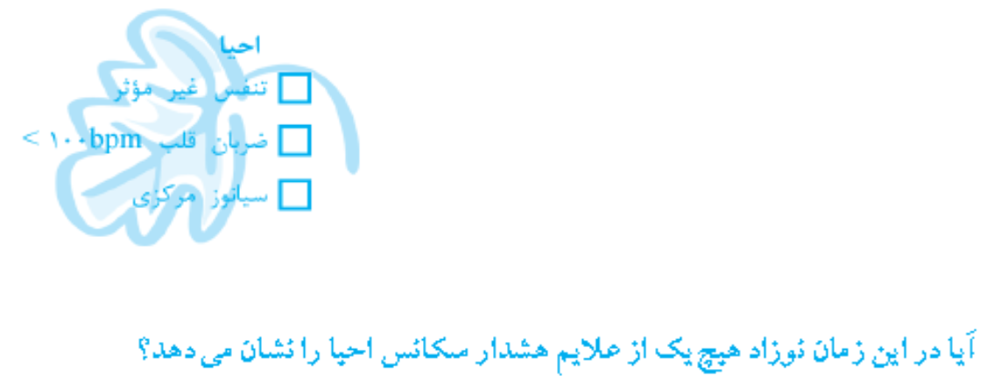 احیا
تنفس غیر مؤثر
ضربان قلب ۱۰۰bpm >
سیانوز مرکزی
آیا در این زمان نوزاد هیچ یک از علایم هشدار سکانس احیا را نشان می دهد؟